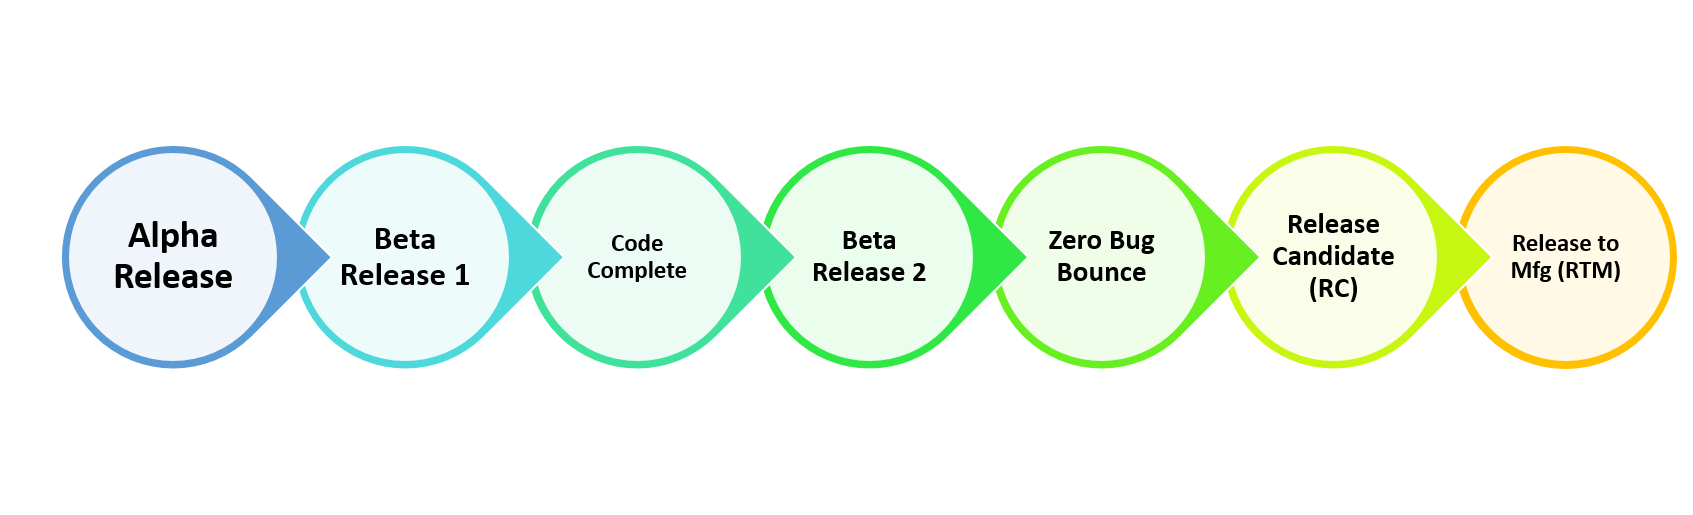 Alpha
Release
Beta
Release 1
Code
Complete
Beta
Release 2
Zero Bug
Bounce
Release
Candidate
(RC)
Release to
Mfg (RTM)